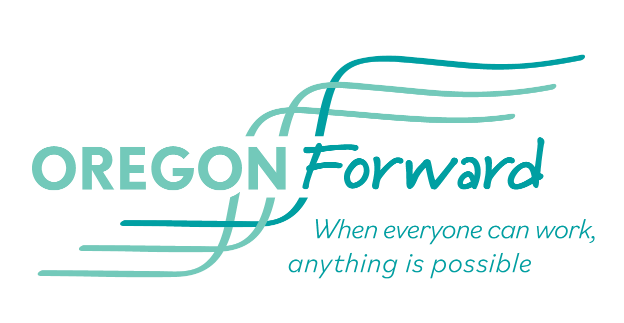 OREGON Forward
When everyone can work,
anything is possible